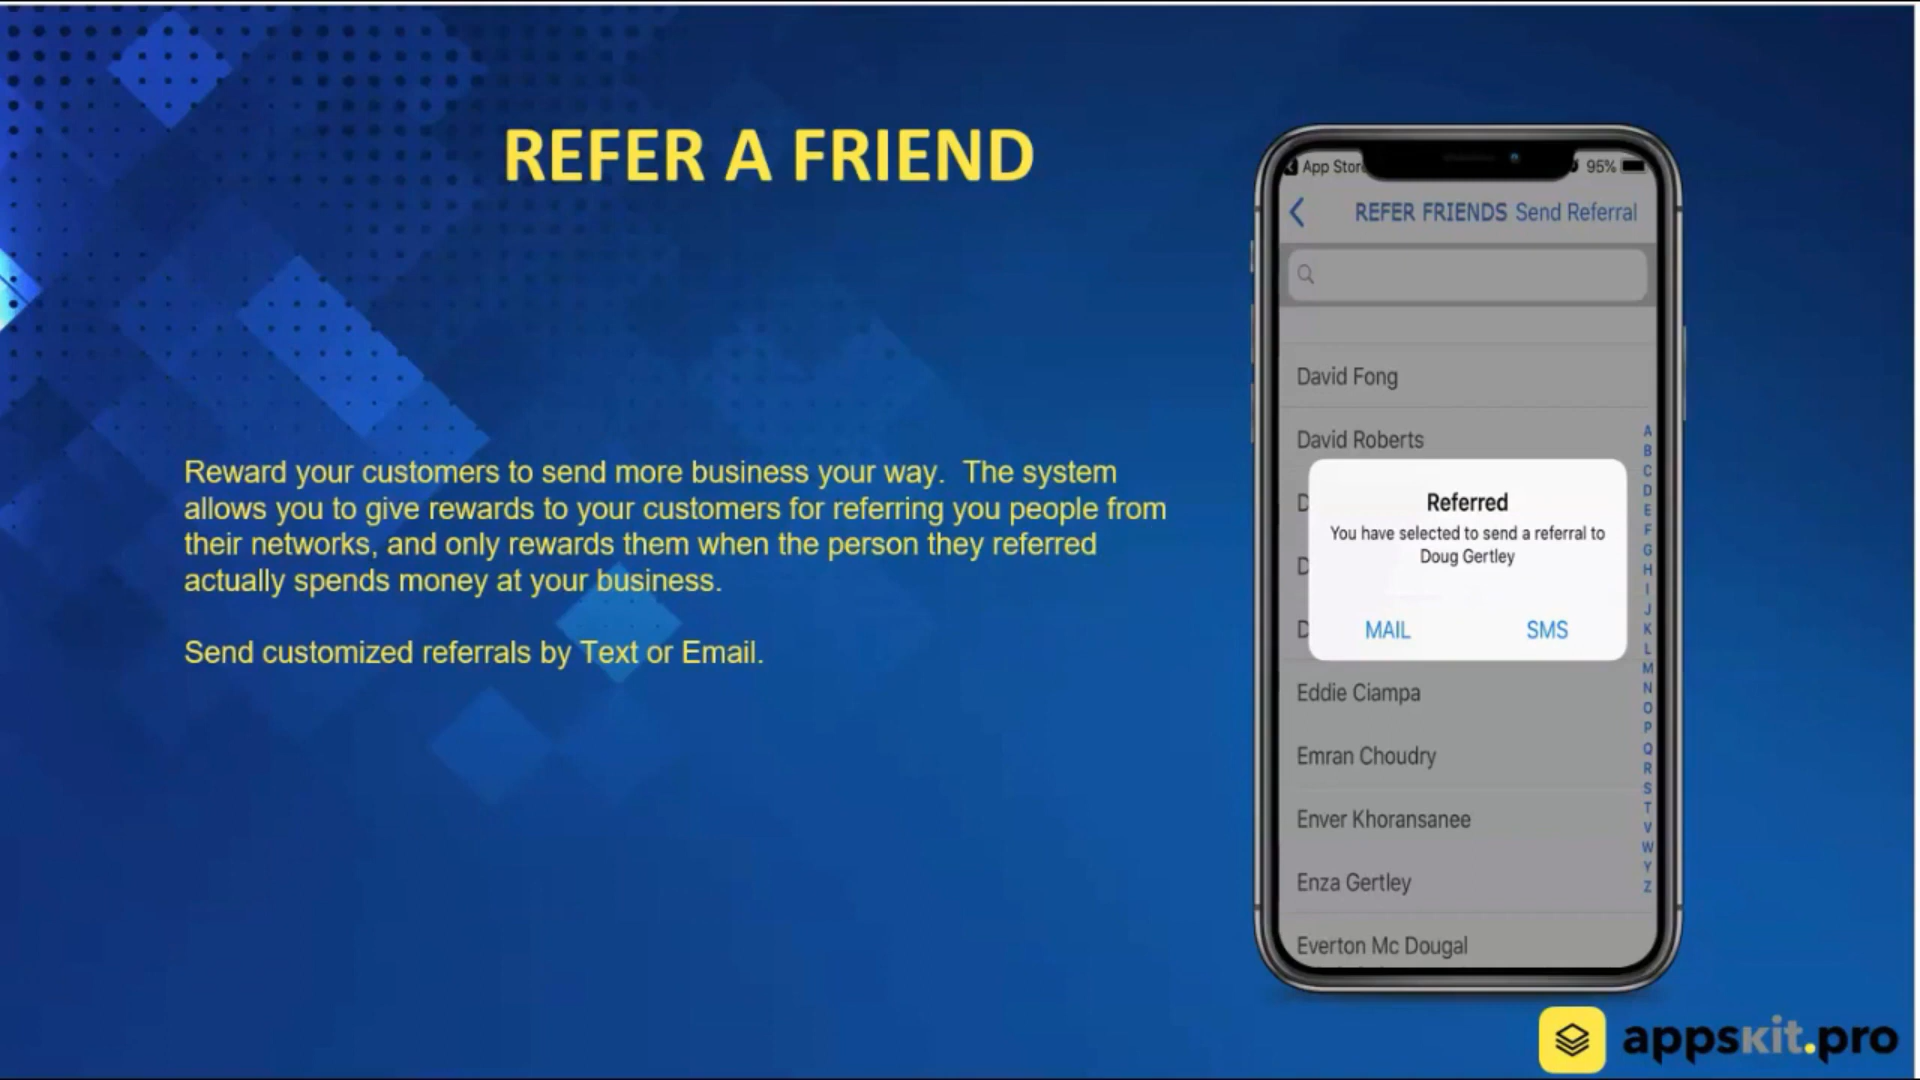 REFER A FRIEND
Reward your customers to send more business your way.  The system
allows you to give rewards to your customers for referring you people from
their networks, and only rewards them when the person they referred
actually spends money at your business.
Send customized referrals by Text or Email.
App Store 95%
REFER FRIENDS Send Referral
David Fong
David Roberts
D
D
D
Referred
You have selected to send a referral to
Doug Gertley
MAIL SMS
Eddie Ciampa
Emran Choudry
Enver Khoransanee
Enza Gertley
Everton Mc Dougal
A
B
C
D
E
F
G
H
I
J
K
L
M
N
O
P
Q
R
S
T
V
W
Y
Z
appskit.pro